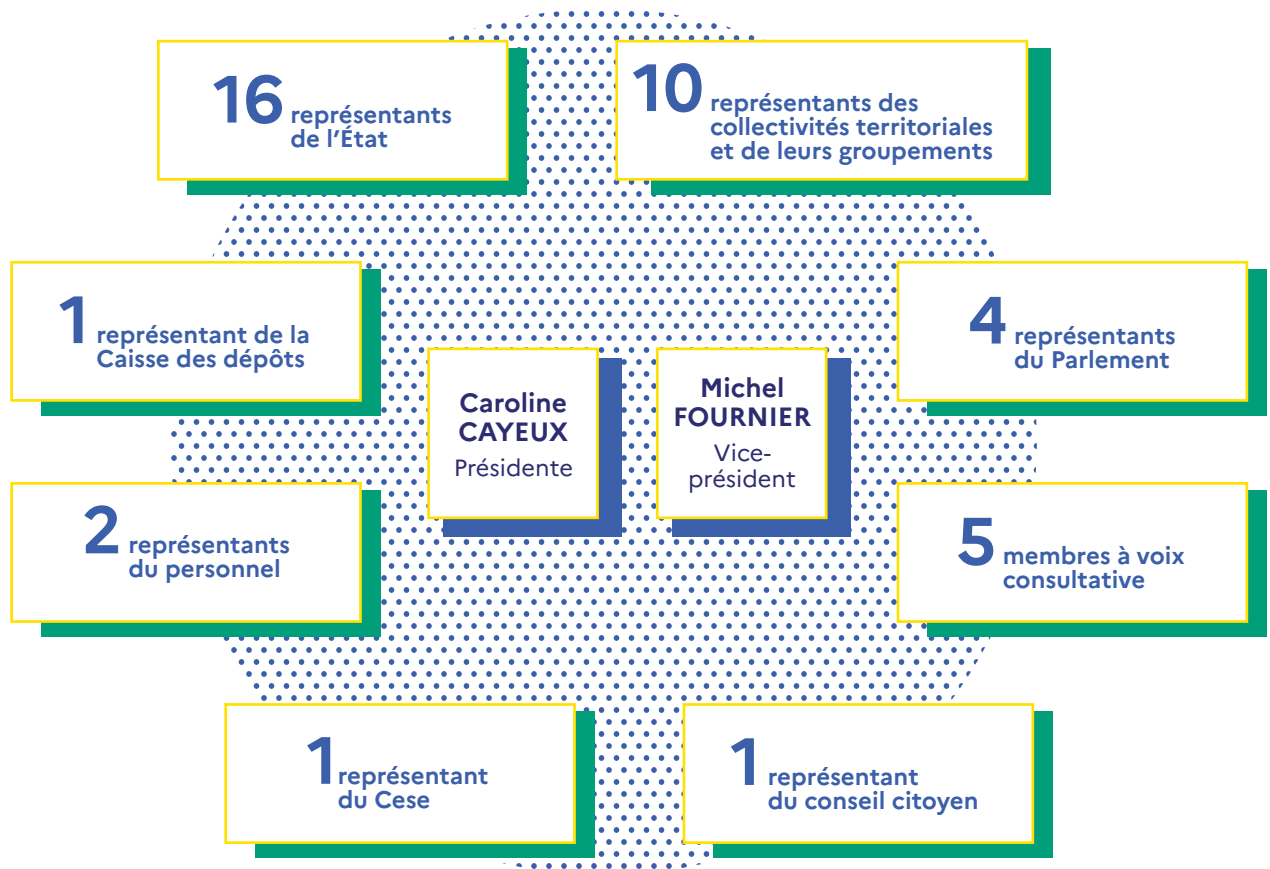 16 représentants
de l'État
10 représentants des
collectivités territoriales
et de leurs groupements
1 représentant de la
Caisse des dépôts
4 représentants
du Parlement
Caroline
CAYEUX
Présidente
Michel
FOURNIER
Vice-
président
2 représentants
du personnel
5 membres à voix
consultative
1 représentant
du Cese
1 représentant
du conseil citoyen